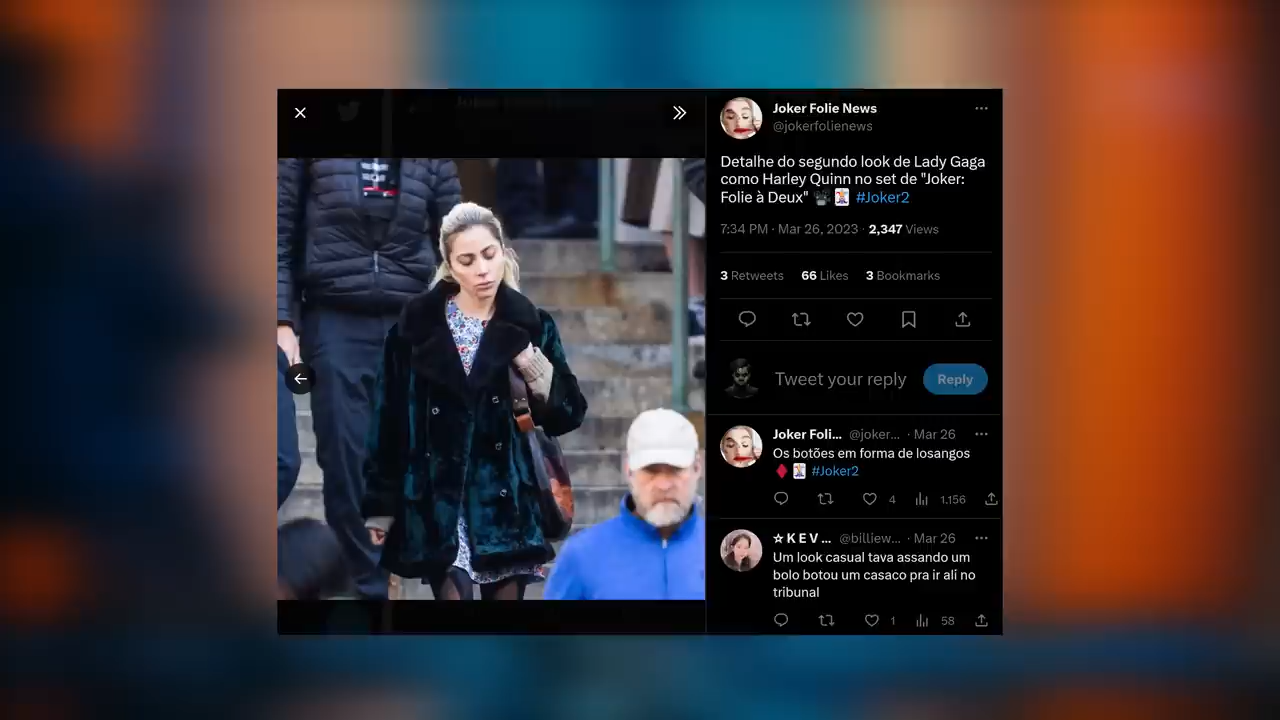 Joker Folie News
@jokerfolienews
Detalhe do segundo look de Lady Gaga
como Harley Quinn no set de "Joker:
Folie à Deux" 🎥🃏 #Joker2
7:34 PM · Mar 26, 2023 · 2,347 Views
3 Retweets 66 Likes 3 Bookmarks
Tweet your reply
Reply
Joker Foli... @joker... · Mar 26
Os botões em forma de losangos
♦️🃏 #Joker2
4 1.156
☆ K E V ... @billiew... · Mar 26
Um look casual tava assando um
bolo botou um casaco pra ir alí no
tribunal
1 58